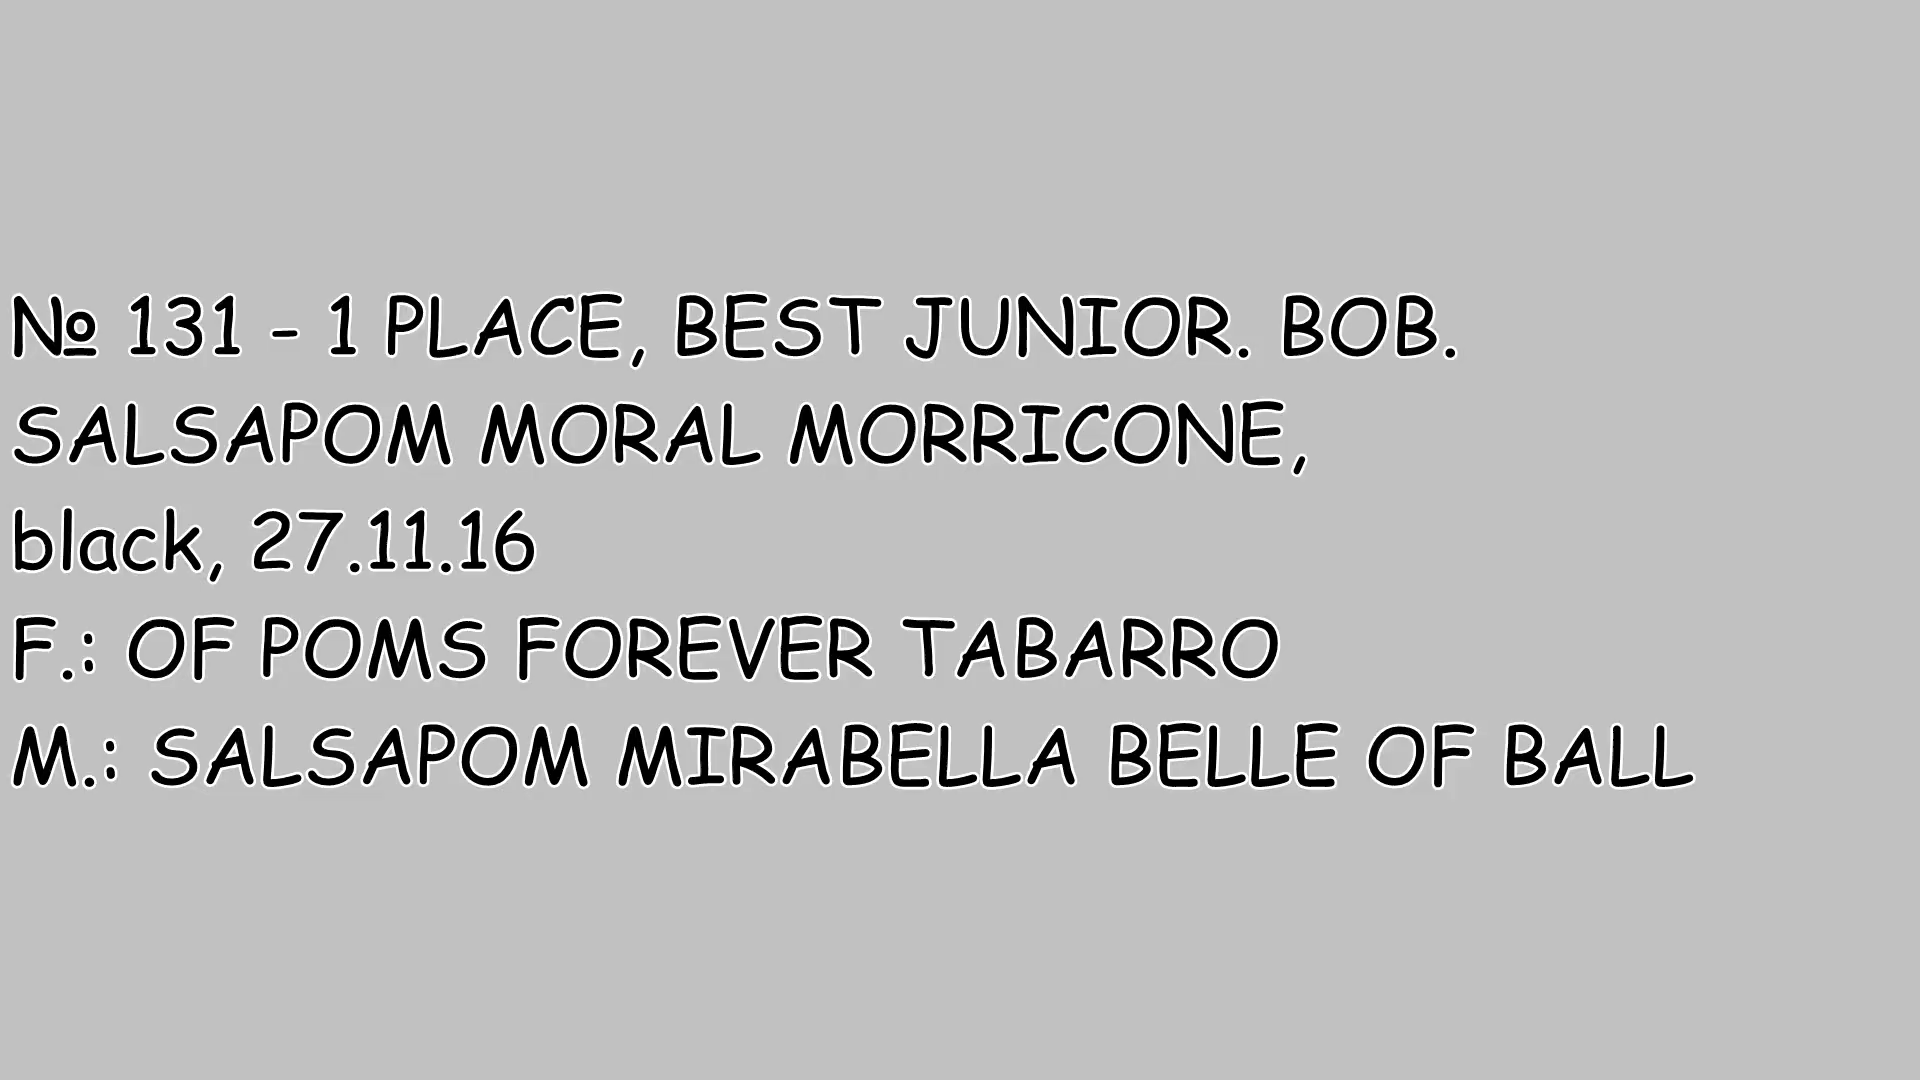 № 131 - 1 PLACE, BEST JUNIOR. BOB.
SALSAPOM MORAL MORRICONE,
black, 27.11.16
F.: OF POMS FOREVER TABARRO
M.: SALSAPOM MIRABELLA BELLE OF BALL